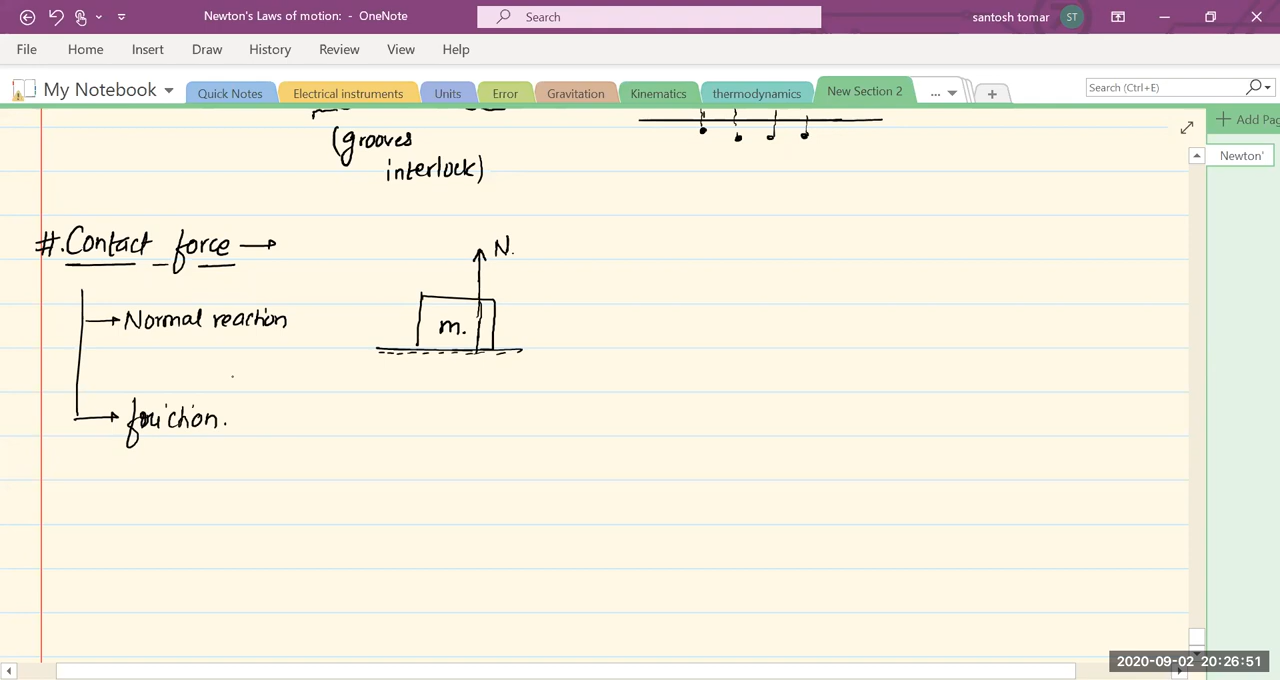 Newton's Laws of motion: - OneNote
Search
santosh tomar
ST
File Home Insert Draw History Review View Help
My Notebook
Quick Notes Electrical instruments Units Error Gravitation Kinematics thermodynamics New Section 2 ...
Search (Ctrl+E)
Add Pag
Newton'
(grooves
interlock)
#. Contact force →
N.
→ Normal reaction
m.
→ friction.
2020-09-02 20:26:51